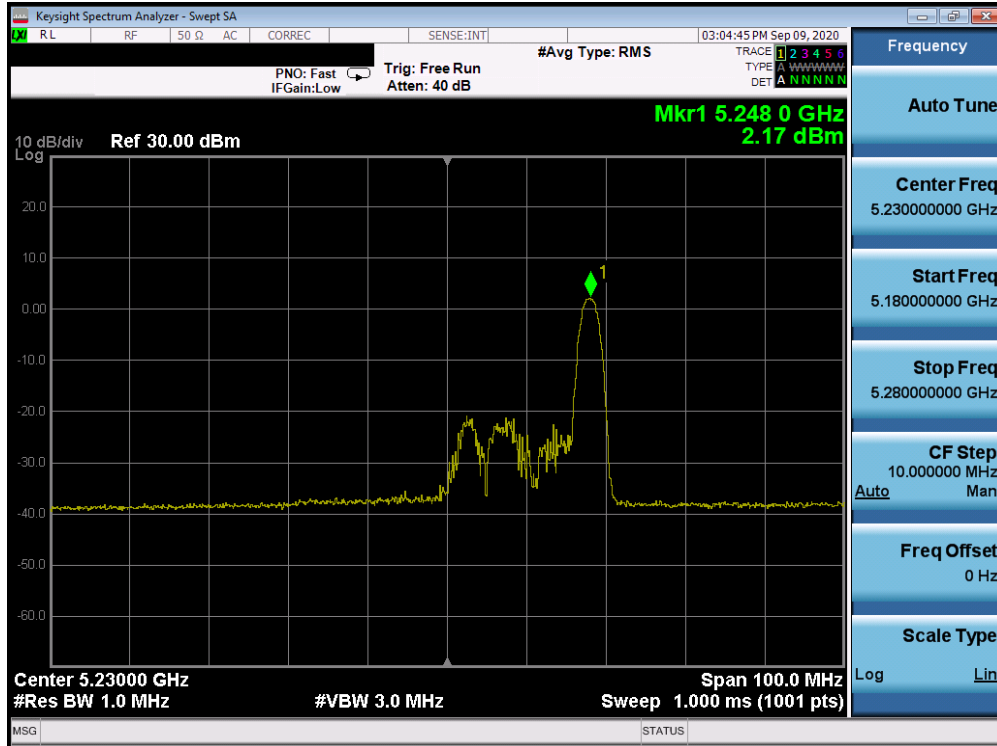 Keysight Spectrum Analyzer - Swept SA
LXI RL RF 50 Ω AC CORREC SENSE:INT 03:04:45 PM Sep 09, 2020
#Avg Type: RMS TRACE 1 2 3 4 5 6
PNO: Fast Trig: Free Run TYPE A WWWWW
IFGain:Low Atten: 40 dB DET A N N N N N
Mkr1 5.248 0 GHz
2.17 dBm
10 dB/div Ref 30.00 dBm
Log
20.0
10.0
0.00
-10.0
-20.0
-30.0
-40.0
-50.0
-60.0
1
Center 5.23000 GHz Span 100.0 MHz
#Res BW 1.0 MHz #VBW 3.0 MHz Sweep 1.000 ms (1001 pts)
MSG STATUS
Frequency
Auto Tune
Center Freq
5.230000000 GHz
Start Freq
5.180000000 GHz
Stop Freq
5.280000000 GHz
CF Step
10.000000 MHz
Auto Man
Freq Offset
0 Hz
Scale Type
Log Lin